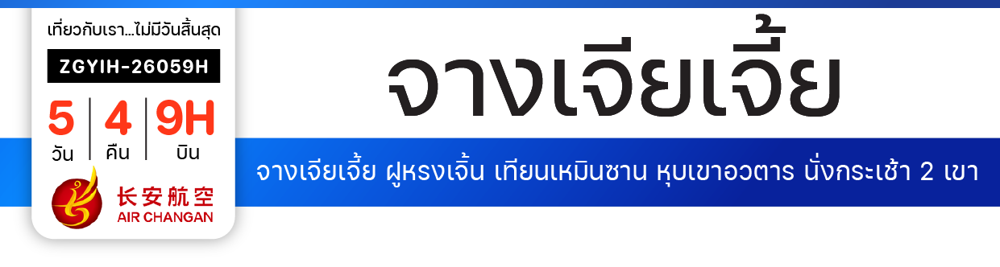 เที่ยวกับเรา...ไม่มีวันสิ้นสุด
ZGYIH-26059H
5 วัน
4 คืน
9H บิน
长安航空
AIR CHANGAN
จางเจียเจี้ย
จางเจียเจี้ย ฝูหรงเจิ้น เทียนเหมินซาน หุบเขาอวตาร นั่งกระเช้า 2 เขา